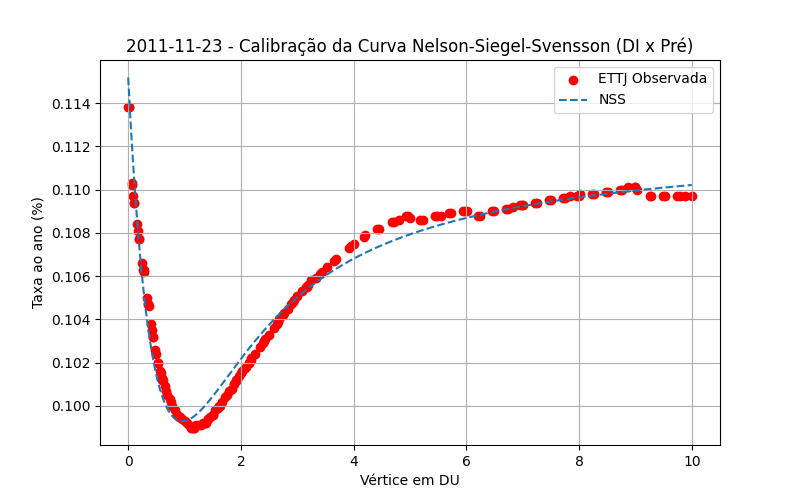 2011-11-23 - Calibração da Curva Nelson-Siegel-Svensson (DI x Pré)
ETTJ Observada
NSS
Taxa ao ano (%)
0.114
0.112
0.110
0.108
0.106
0.104
0.102
0.100
0 2 4 6 8 10
Vértice em DU